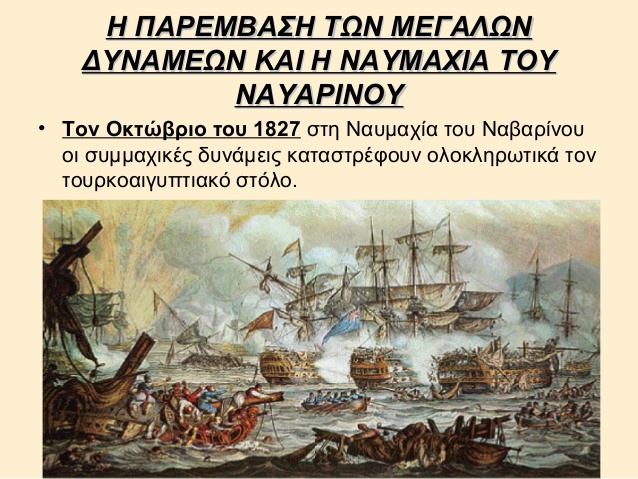 Η ΠΑΡΕΜΒΑΣΗ ΤΩΝ ΜΕΓΑΛΩΝ
ΔΥΝΑΜΕΩΝ ΚΑΙ Η ΝΑΥΜΑΧΙΑ ΤΟΥ
ΝΑΥΑΡΙΝΟΥ
• Τον Οκτώβριο του 1827 στη Ναυμαχία του Ναβαρίνου
οι συμμαχικές δυνάμεις καταστρέφουν ολοκληρωτικά τον
τουρκοαιγυπτιακό στόλο.